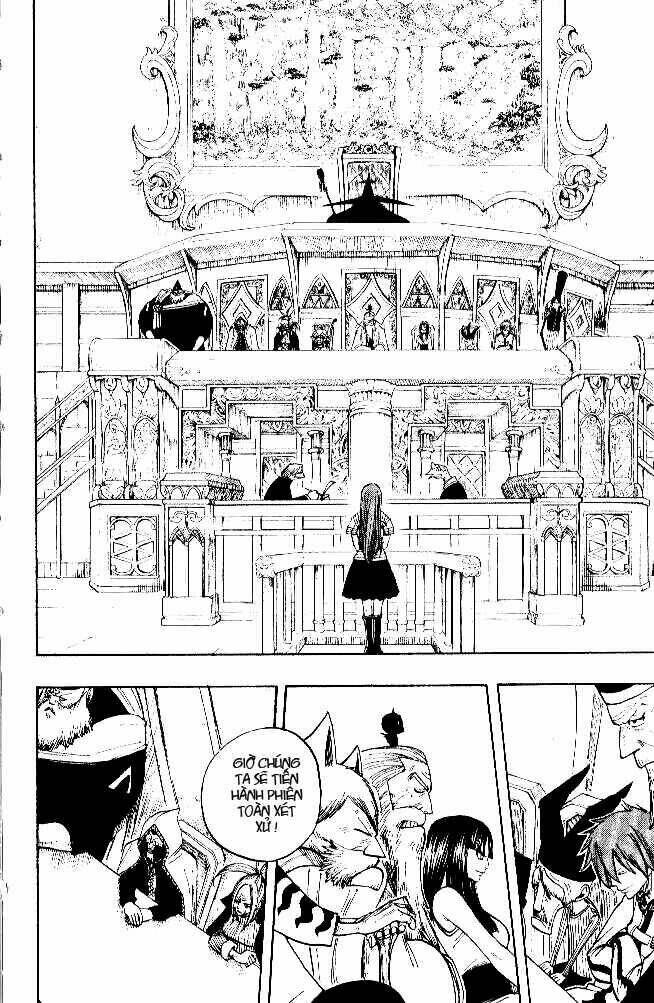 GIỜ CHÚNG
TA SẼ TIẾN
HÀNH PHIÊN
TOÀN XÉT
XỬ!